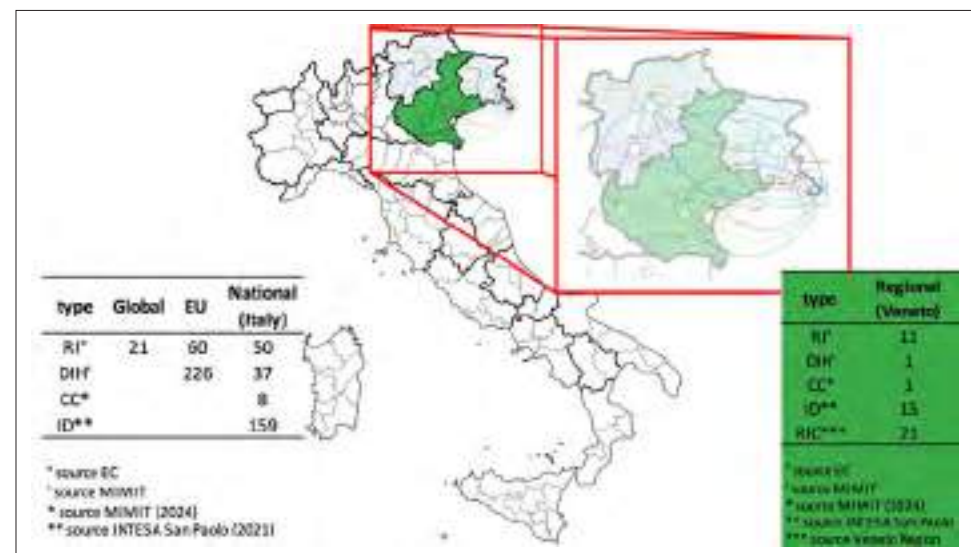 type Global EU National (Italy)
RI° 21 60 50
DIH' 226 37
CC* 8
ID** 159
° source EC
' source MIMIT
* source MIMIT (2024)
** source INTESA San Paolo (2021)
type Regional (Veneto)
RI° 11
DIH' 1
CC* 1
ID** 15
RIC*** 21
° source EC
' source MIMIT
* source MIMIT (2024)
** source INTESA San Paolo
*** source Veneto Region